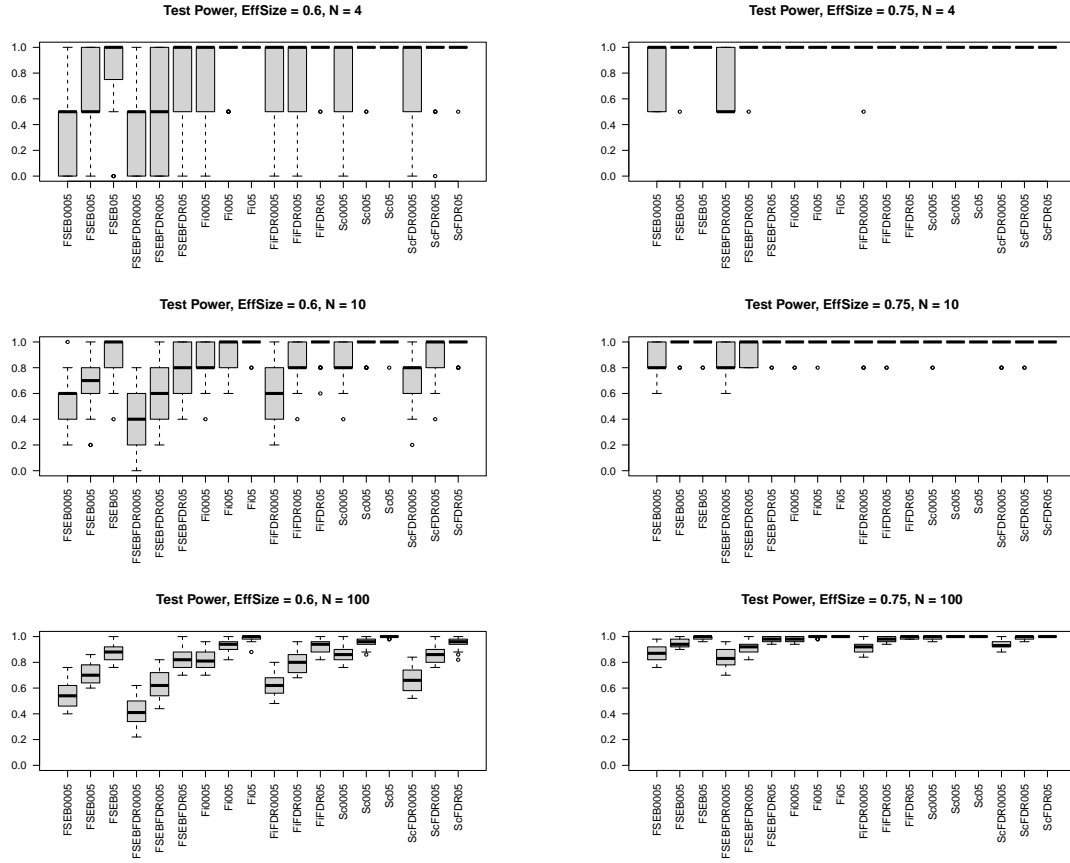 Test Power, EffSize = 0.6, N = 4
1.0
0.8
0.6
0.4
0.2
0.0
FSEB0005
FSEB005
FSEB05
FSEBFDR0005
FSEBFDR005
FSEBFDR05
Fi0005
Fi005
Fi05
FiFDR0005
FiFDR005
FiFDR05
Sc0005
Sc005
Sc05
ScFDR0005
ScFDR005
ScFDR05
Test Power, EffSize = 0.75, N = 4
1.0
0.8
0.6
0.4
0.2
0.0
FSEB0005
FSEB005
FSEB05
FSEBFDR0005
FSEBFDR005
FSEBFDR05
Fi0005
Fi005
Fi05
FiFDR0005
FiFDR005
FiFDR05
Sc0005
Sc005
Sc05
ScFDR0005
ScFDR005
ScFDR05
Test Power, EffSize = 0.6, N = 10
1.0
0.8
0.6
0.4
0.2
0.0
FSEB0005
FSEB005
FSEB05
FSEBFDR0005
FSEBFDR005
FSEBFDR05
Fi0005
Fi005
Fi05
FiFDR0005
FiFDR005
FiFDR05
Sc0005
Sc005
Sc05
ScFDR0005
ScFDR005
ScFDR05
Test Power, EffSize = 0.75, N = 10
1.0
0.8
0.6
0.4
0.2
0.0
FSEB0005
FSEB005
FSEB05
FSEBFDR0005
FSEBFDR005
FSEBFDR05
Fi0005
Fi005
Fi05
FiFDR0005
FiFDR005
FiFDR05
Sc0005
Sc005
Sc05
ScFDR0005
ScFDR005
ScFDR05
Test Power, EffSize = 0.6, N = 100
1.0
0.8
0.6
0.4
0.2
0.0
FSEB0005
FSEB005
FSEB05
FSEBFDR0005
FSEBFDR005
FSEBFDR05
Fi0005
Fi005
Fi05
FiFDR0005
FiFDR005
FiFDR05
Sc0005
Sc005
Sc05
ScFDR0005
ScFDR005
ScFDR05
Test Power, EffSize = 0.75, N = 100
1.0
0.8
0.6
0.4
0.2
0.0
FSEB0005
FSEB005
FSEB05
FSEBFDR0005
FSEBFDR005
FSEBFDR05
Fi0005
Fi005
Fi05
FiFDR0005
FiFDR005
FiFDR05
Sc0005
Sc005
Sc05
ScFDR0005
ScFDR005
ScFDR05